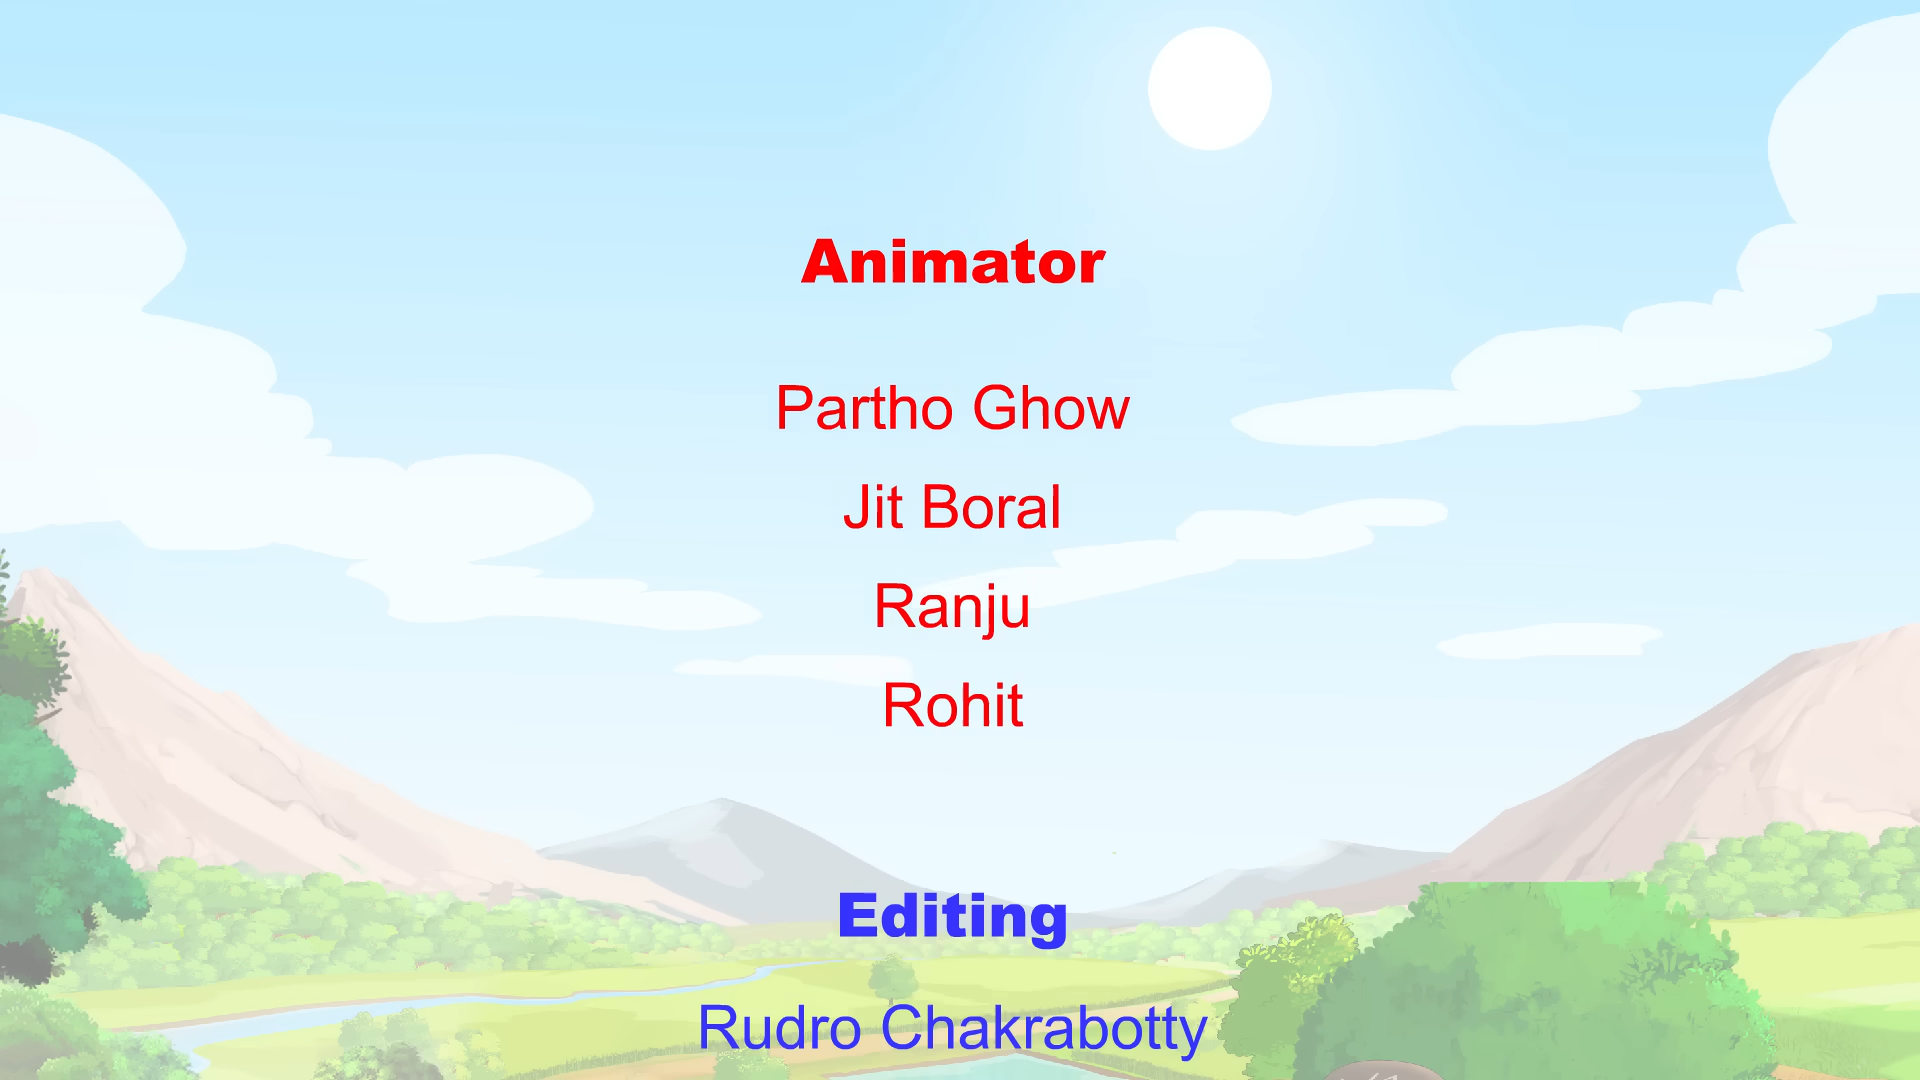 Animator
Partho Ghow
Jit Boral
Ranju
Rohit
Editing
Rudro Chakrabotty